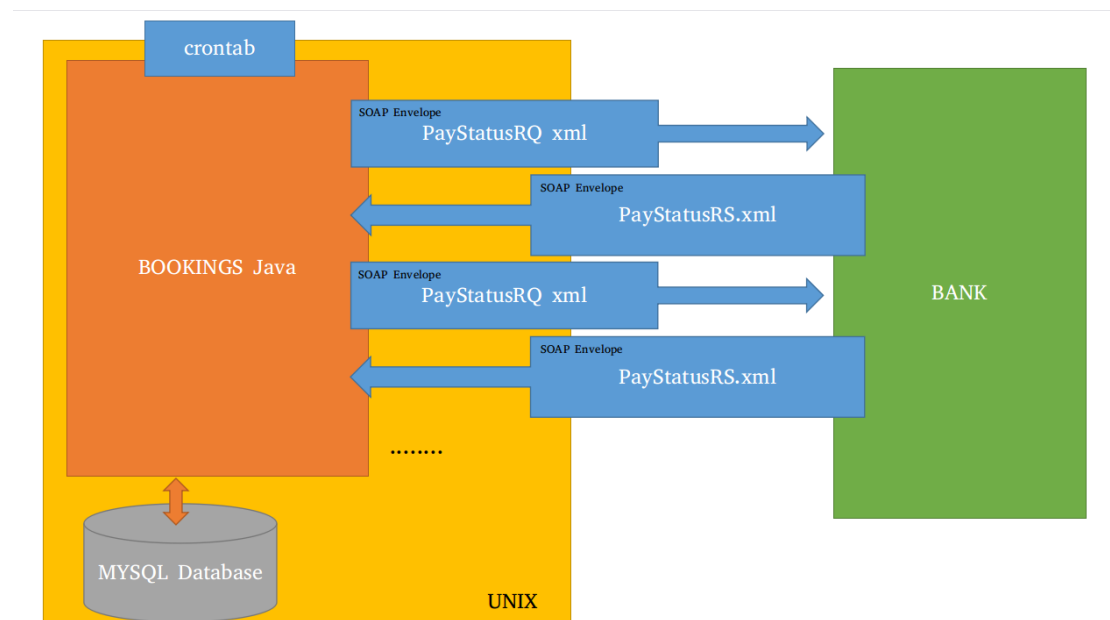 crontab
SOAP Envelope
PayStatusRQ xml
SOAP Envelope
PayStatusRS.xml
BOOKINGS Java
SOAP Envelope
PayStatusRQ xml
BANK
SOAP Envelope
PayStatusRS.xml
........
MYSQL Database
UNIX